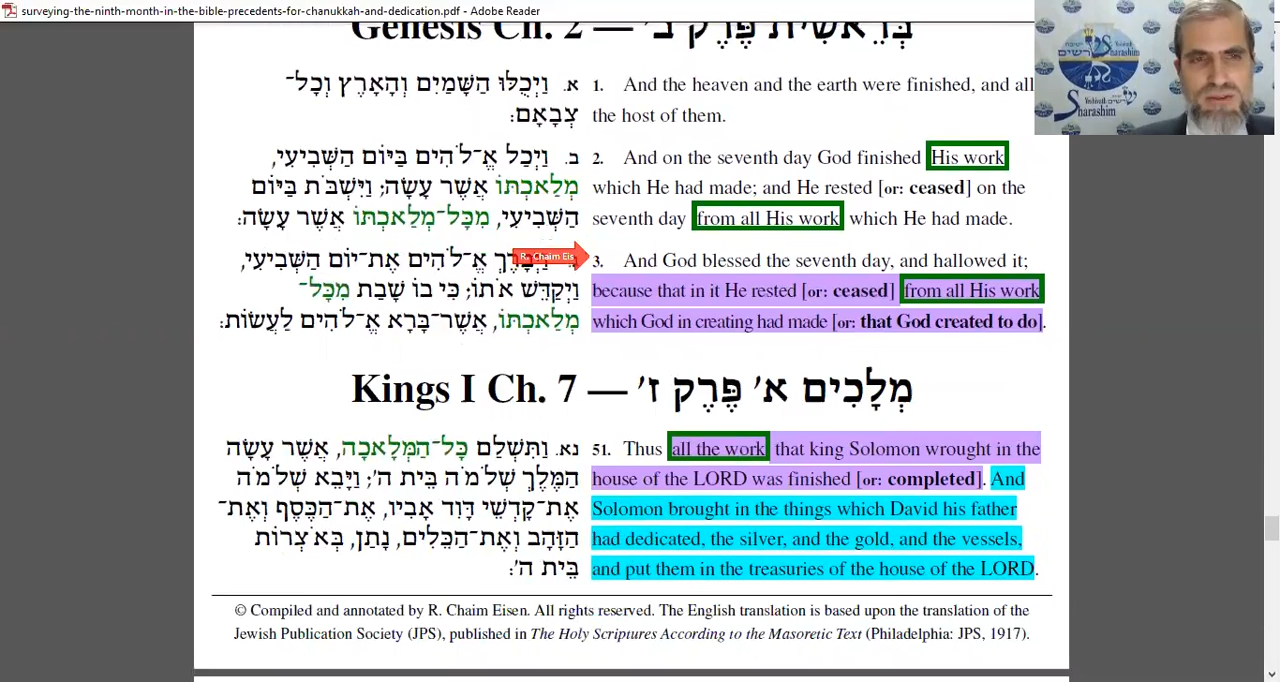 surveying-the-ninth-month-in-the-bible-precedents-for-chanukkah-and-dedication.pdf - Adobe Reader
Genesis Ch. 2 — בְּרֵאשִׁית פֶּרֶק ב׳
1. And the heaven and the earth were finished, and all
the host of them.
א. וַיְכֻלּוּ הַשָּׁמַיִם וְהָאָרֶץ וְכָל־
צְבָאָם:
2. And on the seventh day God finished His work
which He had made; and He rested [or: ceased] on the
seventh day from all His work which He had made.
ב. וַיְכַל אֱ־לֹהִים בַּיּוֹם הַשְּׁבִיעִי,
מְלַאכְתּוֹ אֲשֶׁר עָשָׂה; וַיִּשְׁבֹּת בַּיּוֹם
הַשְּׁבִיעִי, מִכָּל־מְלַאכְתּוֹ אֲשֶׁר עָשָׂה:
R. Chaim Eis
3. And God blessed the seventh day, and hallowed it;
because that in it He rested [or: ceased] from all His work
which God in creating had made [or: that God created to do].
אֱ־לֹהִים אֶת־יוֹם הַשְּׁבִיעִי,
וַיְקַדֵּשׁ אֹתוֹ; כִּי בוֹ שָׁבַת מִכָּל־
מְלַאכְתּוֹ, אֲשֶׁר־בָּרָא אֱ־לֹהִים לַעֲשׂוֹת:
Kings I Ch. 7 — מְלָכִים א׳ פֶּרֶק ז׳
51. Thus all the work that king Solomon wrought in the
house of the LORD was finished [or: completed]. And
Solomon brought in the things which David his father
had dedicated, the silver, and the gold, and the vessels,
and put them in the treasuries of the house of the LORD.
נא. וַתִּשְׁלַם כָּל־הַמְּלָאכָה, אֲשֶׁר עָשָׂה
הַמֶּלֶךְ שְׁלֹמֹה בֵּית ה׳; וַיָּבֵא שְׁלֹמֹה
אֶת־קָדְשֵׁי דָּוִד אָבִיו, אֶת־הַכֶּסֶף וְאֶת־
הַזָּהָב וְאֶת־הַכֵּלִים, נָתַן, בְּאֹצְרוֹת
בֵּית ה׳:
© Compiled and annotated by R. Chaim Eisen. All rights reserved. The English translation is based upon the translation of the
Jewish Publication Society (JPS), published in The Holy Scriptures According to the Masoretic Text (Philadelphia: JPS, 1917).
Yeshivath
Sharashim